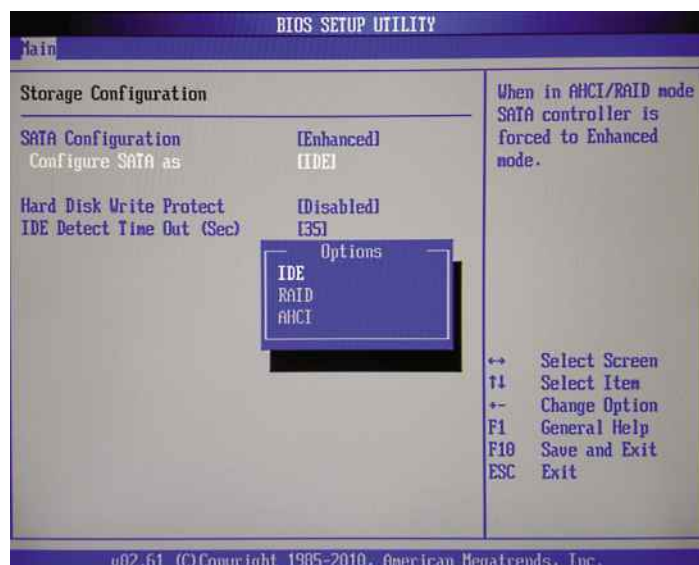 BIOS SETUP UTILITY
Main
Storage Configuration
SATA Configuration [Enhanced]
Configure SATA as [IDE]
Hard Disk Write Protect [Disabled]
IDE Detect Time Out (Sec) [35]
Options
IDE
RAID
AHCI
When in AHCI/RAID mode
SATA controller is
forced to Enhanced
mode.
↔ Select Screen
↑↓ Select Item
+- Change Option
F1 General Help
F10 Save and Exit
ESC Exit
v02.61 (C)Copyright 1985-2010, American Megatrends, Inc.